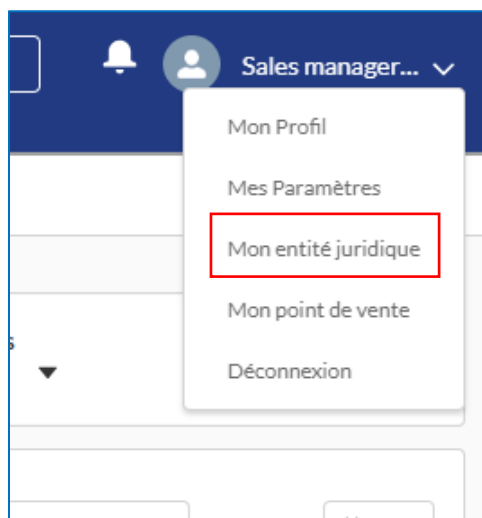 Sales manager...
Mon Profil
Mes Paramètres
Mon entité juridique
Mon point de vente
Déconnexion